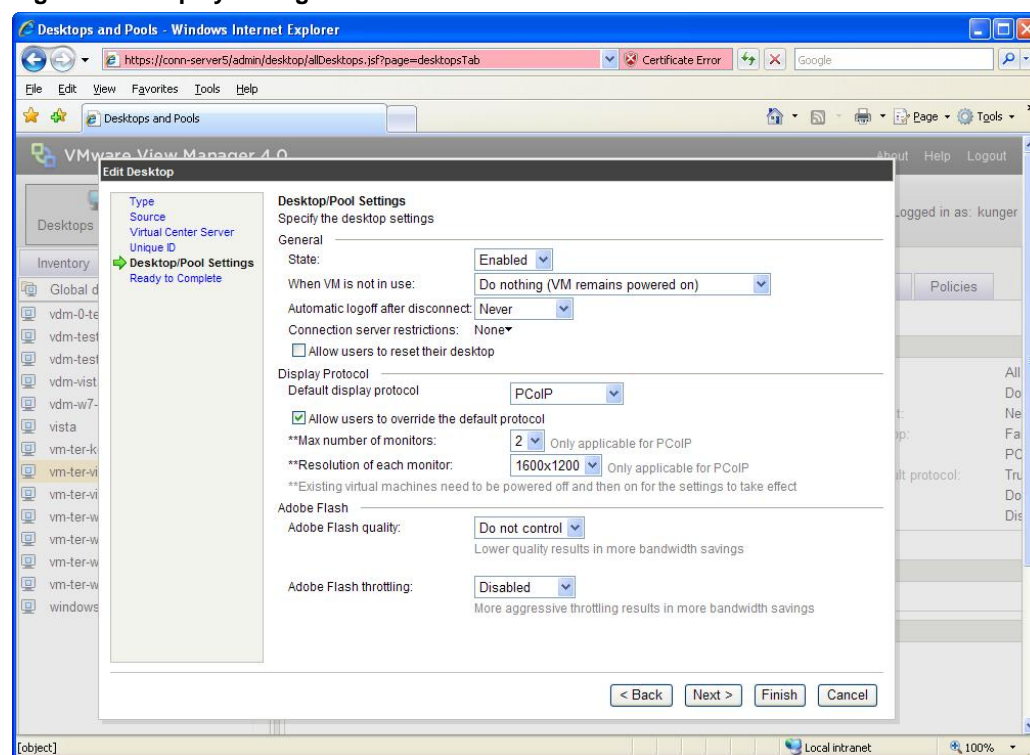 Desktops and Pools - Windows Internet Explorer
https://conn-server5/admin/desktop/allDesktops.jsf?page=desktopsTab
Certificate Error
Google
File Edit View Favorites Tools Help
Desktops and Pools
Page Tools
VMware View Manager 4.0
About Help Logout
Edit Desktop
Desktops
Logged in as: kunger
Inventory
Policies
Global d
vdm-0-te
vdm-test
vdm-test
vdm-vist
vdm-w7-
vista
vm-ter-k
vm-ter-vi
vm-ter-vi
vm-ter-w
vm-ter-w
vm-ter-w
vm-ter-w
windows
Type
Source
Virtual Center Server
Unique ID
Desktop/Pool Settings
Ready to Complete
Desktop/Pool Settings
Specify the desktop settings
General
State: Enabled
When VM is not in use: Do nothing (VM remains powered on)
Automatic logoff after disconnect: Never
Connection server restrictions: None
Allow users to reset their desktop
Display Protocol
Default display protocol PCoIP
Allow users to override the default protocol
**Max number of monitors: 2 Only applicable for PCoIP
**Resolution of each monitor: 1600x1200 Only applicable for PCoIP
**Existing virtual machines need to be powered off and then on for the settings to take effect
Adobe Flash
Adobe Flash quality: Do not control
Lower quality results in more bandwidth savings
Adobe Flash throttling: Disabled
More aggressive throttling results in more bandwidth savings
All
Do
t: Ne
op: Fa
PC
ult protocol: Tru
Do
Dis
< Back Next > Finish Cancel
[object]
Local intranet
100%